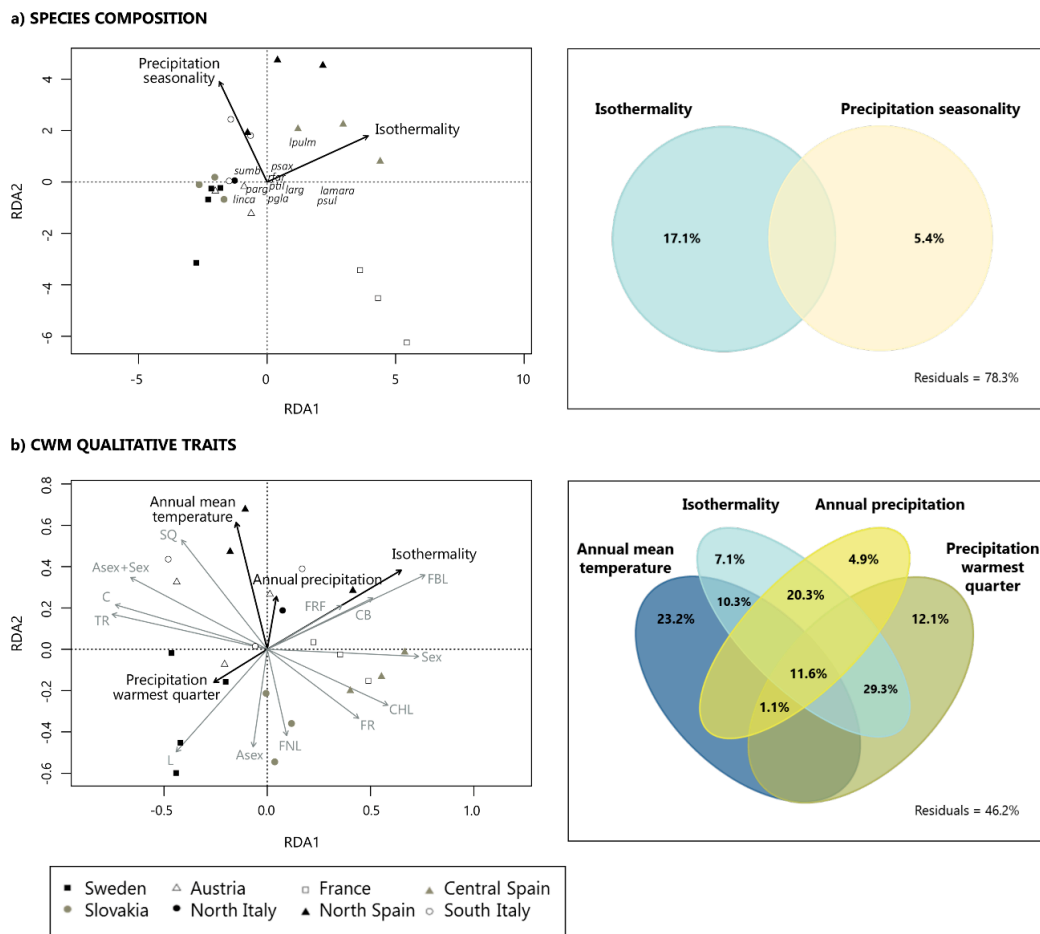 a) SPECIES COMPOSITION
Precipitation
seasonality
Isothermality
lpulm
psax
sumb
ptil
parg
larg
lamara
linca
pgla
psul
4
2
0
-2
-4
-6
RDA2
-5
0
5
10
RDA1
Isothermality
Precipitation seasonality
17.1%
5.4%
Residuals = 78.3%
b) CWM QUALITATIVE TRAITS
Annual mean
temperature
SQ
Isothermality
Asex+Sex
Annual precipitation
FBL
C
FRF
CB
TR
Sex
Precipitation
warmest quarter
CHL
FR
L
Asex
FNL
0.8
0.6
0.4
0.2
0.0
-0.2
-0.4
-0.6
RDA2
-0.5
0.0
0.5
1.0
RDA1
Isothermality
Annual precipitation
Annual mean
temperature
Precipitation
warmest
quarter
7.1%
4.9%
23.2%
10.3%
20.3%
12.1%
11.6%
29.3%
1.1%
Residuals = 46.2%
Sweden
Austria
France
Central Spain
Slovakia
North Italy
North Spain
South Italy